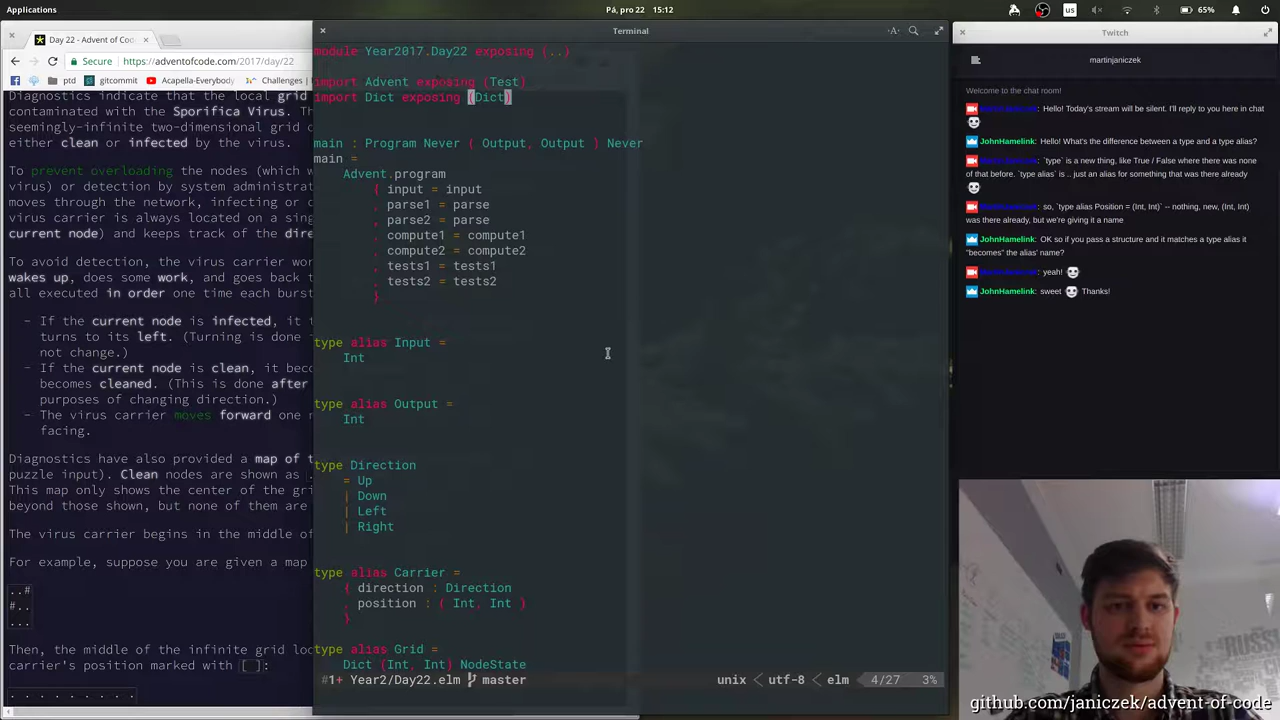 Applications
Pá, pro 22 15:12
us
65%
Day 22 - Advent of Code
Secure
https://adventofcode.com/2017/day/22
ptd
gitcommit
Acapella-Everybody
Challenges
Diagnostics indicate that the local grid
contaminated with the Sporifica Virus. T
seemingly-infinite two-dimensional grid
either clean or infected by the virus.
To prevent overloading the nodes (which w
virus) or detection by system administrat
moves through the network, infecting or
virus carrier is always located on a sing
current node) and keeps track of the dire
To avoid detection, the virus carrier wor
wakes up, does some work, and goes back t
all executed in order one time each burst
- If the current node is infected, it
turns to its left. (Turning is done
not change.)
- If the current node is clean, it bec
becomes cleaned. (This is done after
purposes of changing direction.)
- The virus carrier moves forward one
facing.
Diagnostics have also provided a map of t
puzzle input). Clean nodes are shown as
This map only shows the center of the gri
beyond those shown, but none of them are
The virus carrier begins in the middle of
For example, suppose you are given a map
..#
#..
...
Then, the middle of the infinite grid loo
carrier's position marked with [ ]:
. . . . . . . . .
Terminal
module Year2017.Day22 exposing (..)
import Advent exposing (Test)
import Dict exposing (Dict)
main : Program Never ( Output, Output ) Never
main =
Advent.program
{ input = input
, parse1 = parse
, parse2 = parse
, compute1 = compute1
, compute2 = compute2
, tests1 = tests1
, tests2 = tests2
}
type alias Input =
Int
type alias Output =
Int
type Direction
= Up
| Down
| Left
| Right
type alias Carrier =
{ direction : Direction
, position : ( Int, Int )
}
type alias Grid =
Dict (Int, Int) NodeState
#1+ Year2/Day22.elm master
unix < utf-8 < elm 4/27 3%
Twitch
martinjaniczek
Welcome to the chat room!
: Hello! Today's stream will be silent. I'll reply to you here in chat
JohnHamelink: Hello! What's the difference between a type and a type alias?
: `type` is a new thing, like True / False where there was none
of that before. `type alias` is .. just an alias for something that was there already
: so, `type alias Position = (Int, Int)` -- nothing, new, (Int, Int)
was there already, but we're giving it a name
JohnHamelink: OK so if you pass a structure and it matches a type alias it
"becomes" the alias' name?
: yeah!
JohnHamelink: sweet Thanks!
github.com/janiczek/advent-of-code